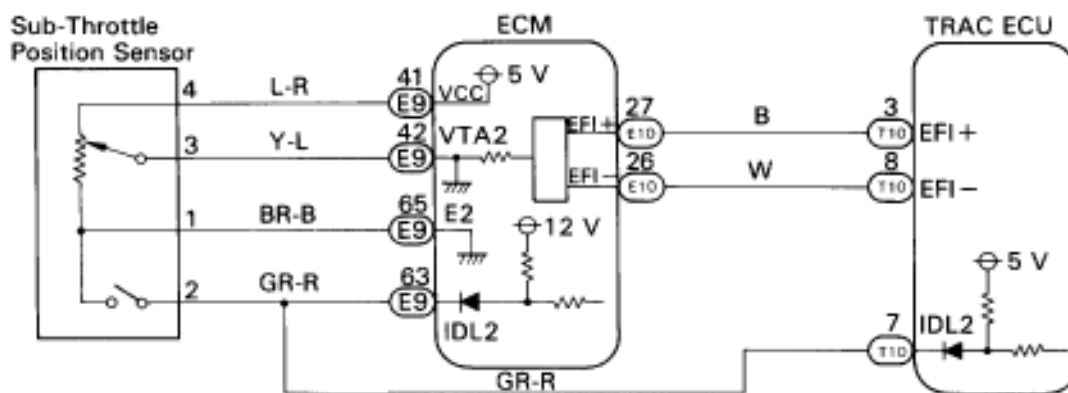 Sub-Throttle
Position Sensor
ECM
TRAC ECU
4
L-R
41
E9
VCC
5 V
3
Y-L
42
E9
VTA2
EFI+
27
E10
B
3
T10
EFI+
EFI-
26
E10
W
8
T10
EFI-
1
BR-B
65
E9
E2
12 V
2
GR-R
63
E9
IDL2
5 V
7
T10
IDL2
GR-R